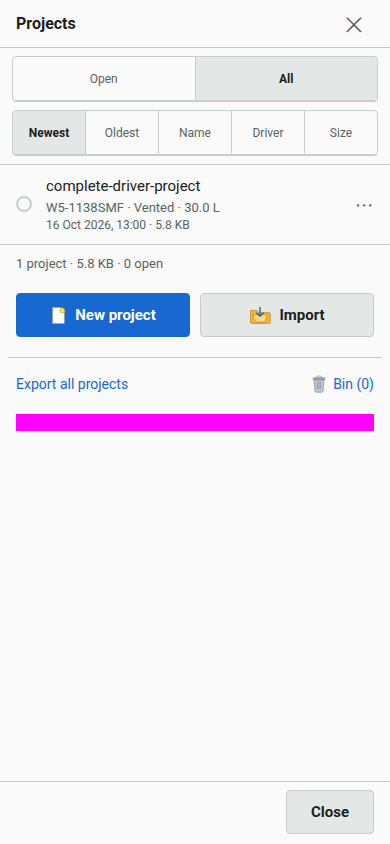 Projects
Open
All
Newest
Oldest
Name
Driver
Size
complete-driver-project
W5-1138SMF · Vented · 30.0 L
16 Oct 2026, 13:00 · 5.8 KB
1 project · 5.8 KB · 0 open
New project
Import
Export all projects
Bin (0)
Close